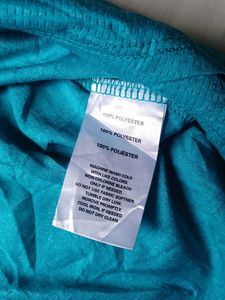 100% POLYESTER
100% POLYESTER
100% POLIÉSTER
MACHINE WASH COLD
WITH LIKE COLORS
NON-CHLORINE BLEACH
ONLY IF NEEDED.
DO NOT USE FABRIC SOFTNER.
TUMBLE DRY LOW.
REMOVE PROMPTLY
COOL IRON, IF NEEDED.
DO NOT DRY CLEAN